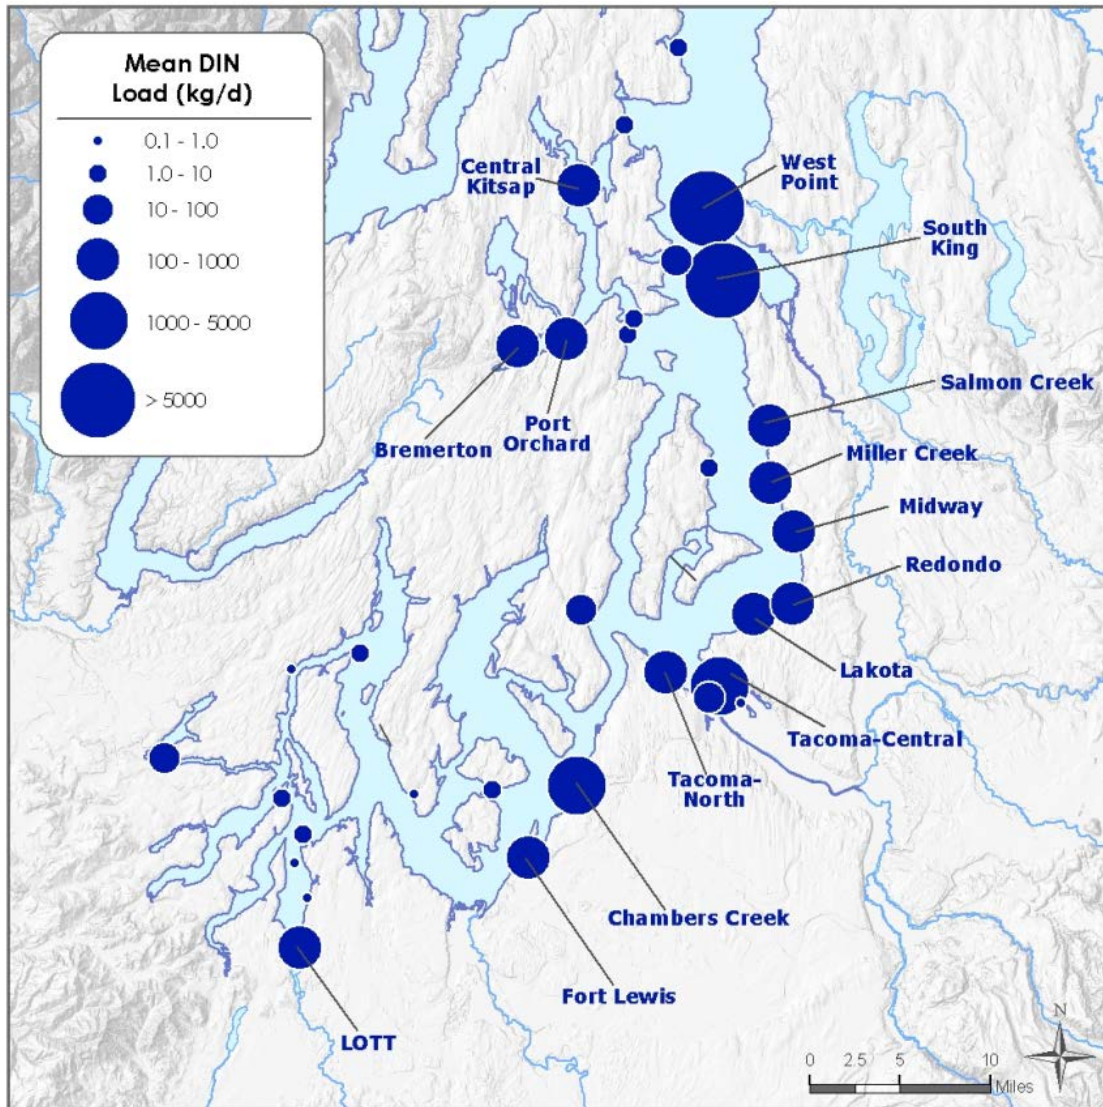 Mean DIN
Load (kg/d)
0.1 - 1.0
1.0 - 10
10 - 100
100 - 1000
1000 - 5000
> 5000
Central
Kitsap
West
Point
South
King
Salmon Creek
Bremerton
Port
Orchard
Miller Creek
Midway
Redondo
Lakota
Tacoma-Central
Tacoma-
North
Chambers Creek
Fort Lewis
LOTT
N
0 2.5 5 10
Miles